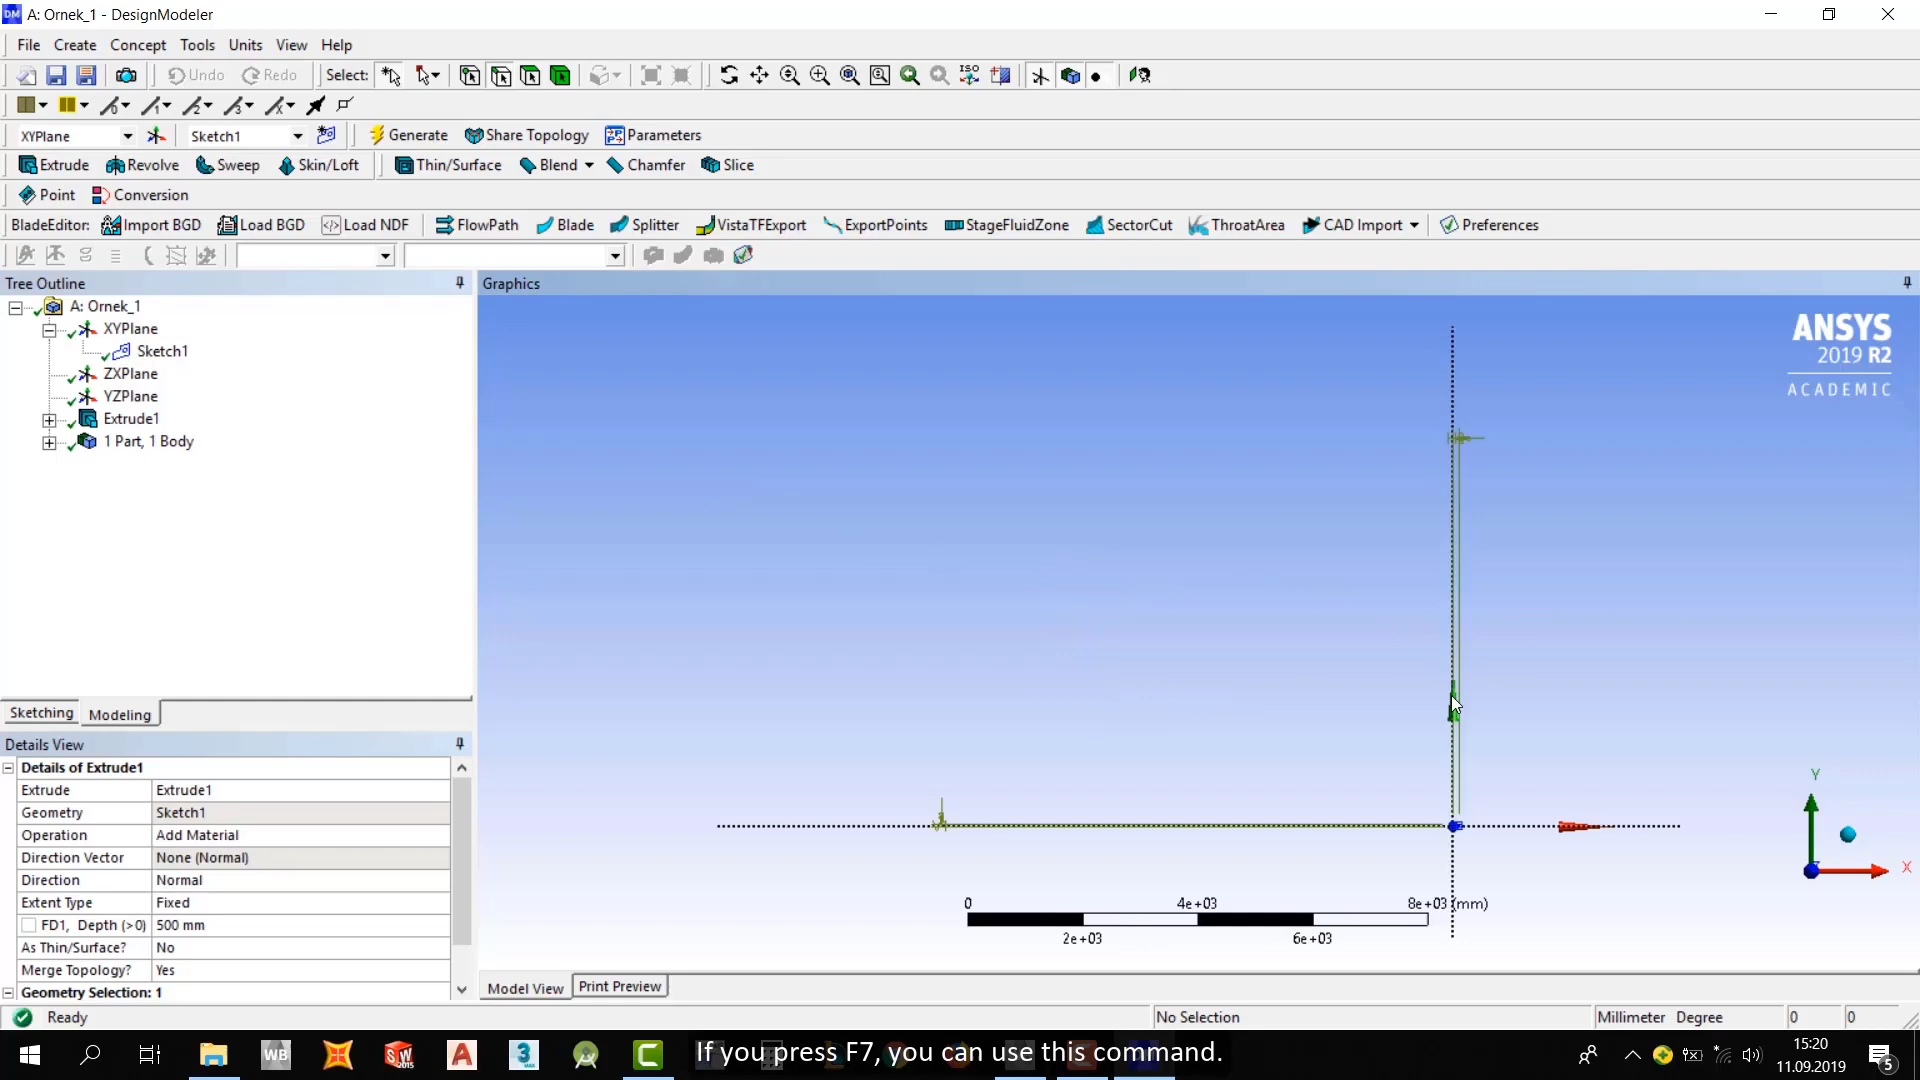 A: Ornek_1 - DesignModeler
File Create Concept Tools Units View Help
Undo Redo Select: ISO
XYPlane Sketch1 Generate Share Topology Parameters
Extrude Revolve Sweep Skin/Loft Thin/Surface Blend Chamfer Slice
Point Conversion
BladeEditor: Import BGD Load BGD Load NDF FlowPath Blade Splitter VistaTFExport ExportPoints StageFluidZone SectorCut ThroatArea CAD Import Preferences
Tree Outline
A: Ornek_1
XYPlane
Sketch1
ZXPlane
YZPlane
Extrude1
1 Part, 1 Body
Sketching Modeling
Details View
Details of Extrude1
Extrude Extrude1
Geometry Sketch1
Operation Add Material
Direction Vector None (Normal)
Direction Normal
Extent Type Fixed
FD1, Depth (>0) 500 mm
As Thin/Surface? No
Merge Topology? Yes
Geometry Selection: 1
Graphics
ANSYS
2019 R2
ACADEMIC
Y
X
0 4e+03 8e+03 (mm)
2e+03 6e+03
Model View Print Preview
Ready No Selection Millimeter Degree 0 0
If you press F7, you can use this command.
15:20
11.09.2019
5